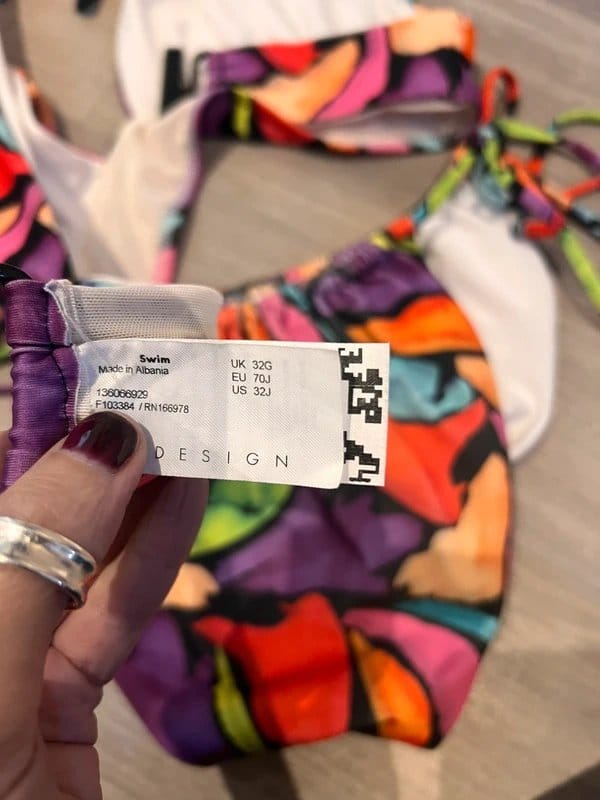 Swim
Made in Albania
136066929
F103384 / RN166978
UK 32G
EU 70J
US 32J
DESIGN